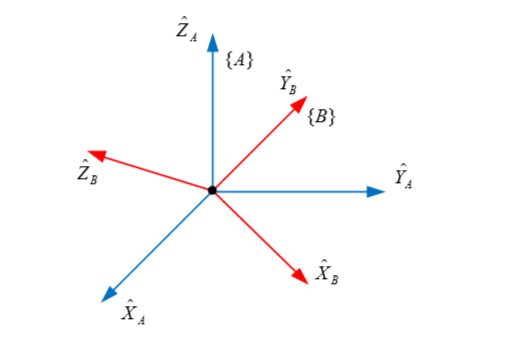 Ẑ_A
{A}
Ŷ_B
{B}
Ẑ_B
Ŷ_A
X̂_B
X̂_A